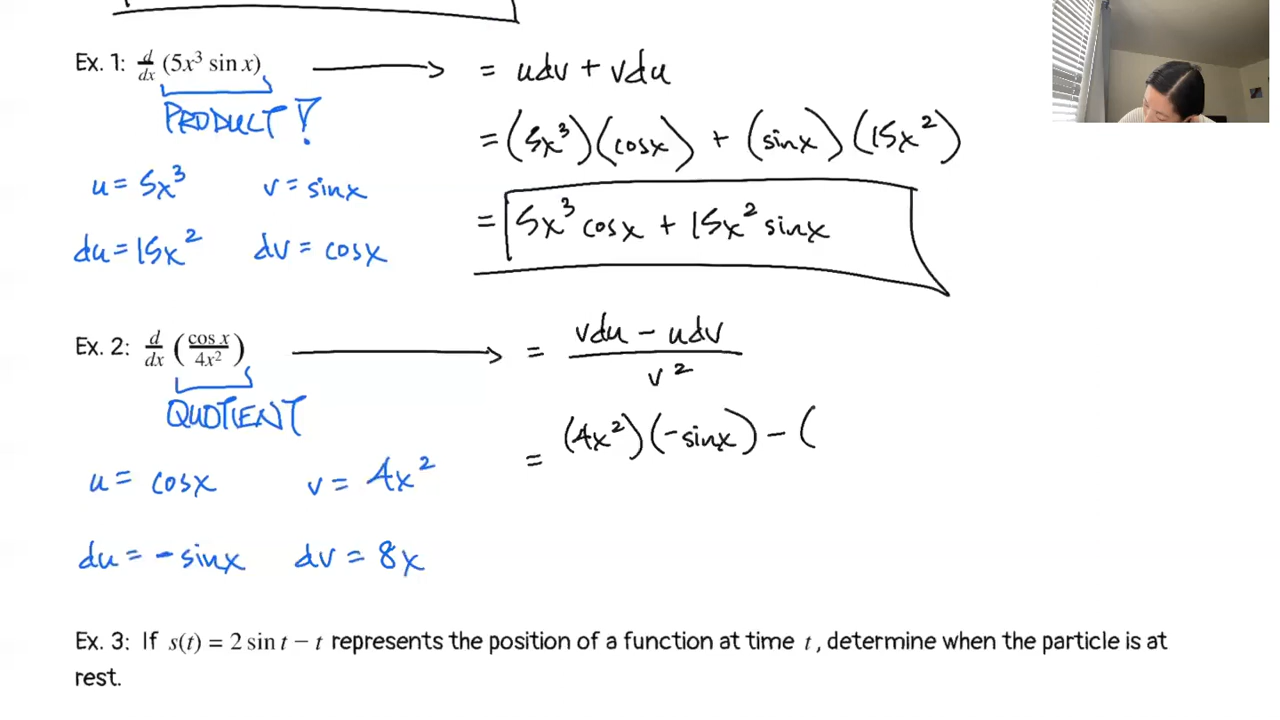 Ex. 1: d/dx (5x³ sin x) → = udv + vdu
PRODUCT!
= (5x³)(cosx) + (sinx)(15x²)
u = 5x³ v = sinx
= 5x³ cosx + 15x² sinx
du = 15x² dv = cosx
Ex. 2: d/dx (cos x / 4x²) → = (vdu − udv) / v²
QUOTIENT
= (4x²)(-sinx) − (
u = cosx v = 4x²
du = -sinx dv = 8x
Ex. 3: If s(t) = 2 sin t − t represents the position of a function at time t, determine when the particle is at
rest.